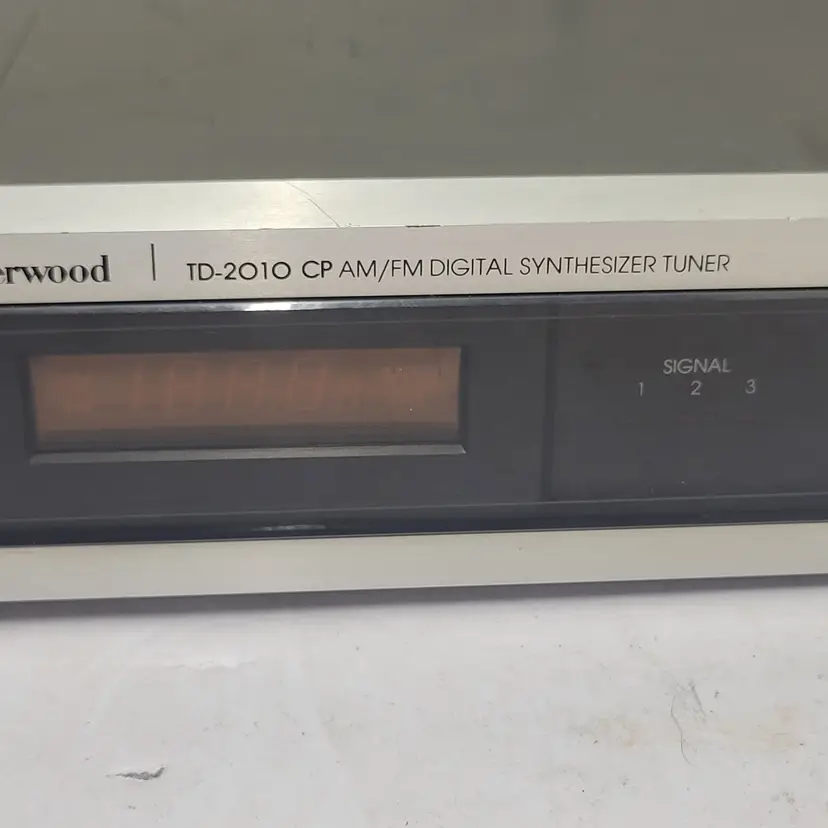 erwood | TD-2010 CP AM/FM DIGITAL SYNTHESIZER TUNER
SIGNAL
1 2 3